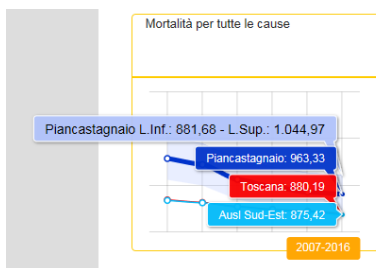 Mortalità per tutte le cause
Piancastagnaio L.Inf.: 881,68 - L.Sup.: 1.044,97
Piancastagnaio: 963,33
Toscana: 880,19
Ausl Sud-Est: 875,42
2007-2016